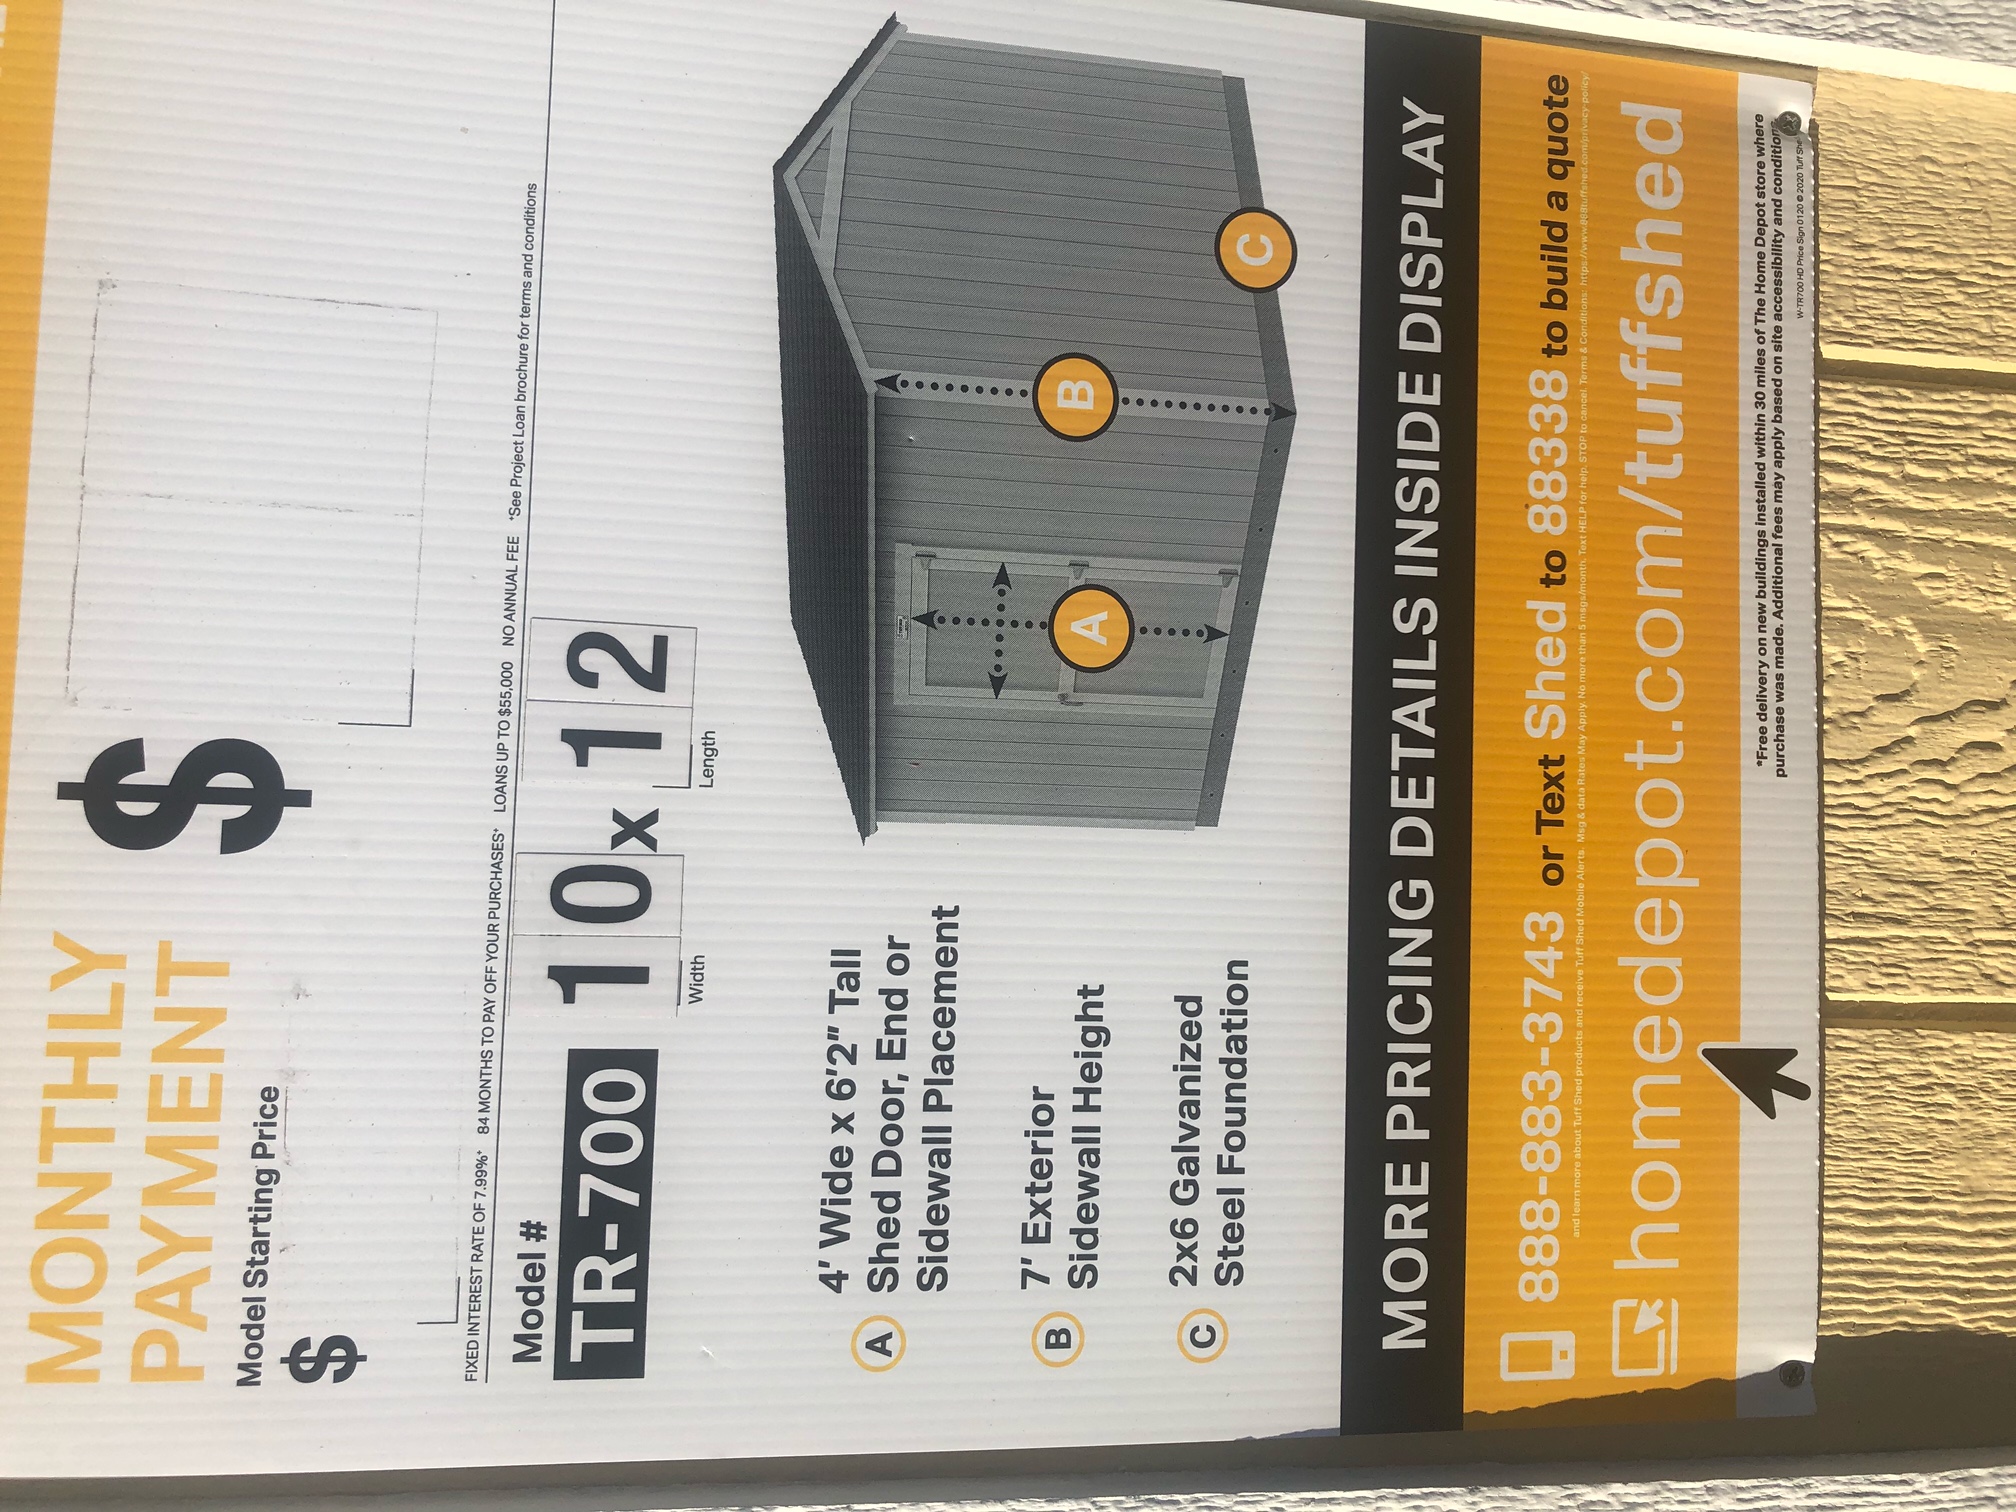 MONTHLY
PAYMENT
$
Model Starting Price
$
FIXED INTEREST RATE OF 7.99%⁺ 84 MONTHS TO PAY OFF YOUR PURCHASES⁺ LOANS UP TO $55,000 NO ANNUAL FEE ⁺See Project Loan brochure for terms and conditions
Model #
TR-700 10 x 12
Width
Length
A
4' Wide x 6'2" Tall
Shed Door, End or
Sidewall Placement
B
7' Exterior
Sidewall Height
C
2x6 Galvanized
Steel Foundation
A
B
C
MORE PRICING DETAILS INSIDE DISPLAY
888-883-3743 or Text Shed to 88338 to build a quote
and learn more about Tuff Shed products and receive Tuff Shed Mobile Alerts. Msg & data Rates May Apply. No more than 5 msgs/month. Text HELP for help, STOP to cancel. Terms & Conditions: https://www.888tuffshed.com/privacy-policy/
homedepot.com/tuffshed
*Free delivery on new buildings installed within 30 miles of The Home Depot store where
purchase was made. Additional fees may apply based on site accessibility and conditions.
W-TR700 HD Price Sign 0120 © 2020 Tuff She